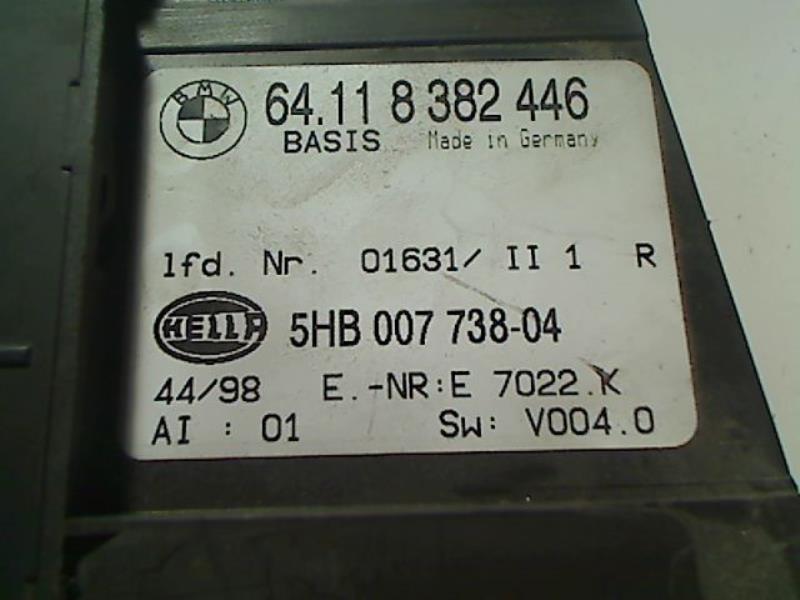 BMW 64.11 8 382 446
BASIS Made in Germany
lfd. Nr. 01631/ II 1 R
HELLA 5HB 007 738-04
44/98 E.-NR:E 7022.K
AI : 01 Sw: V004.0